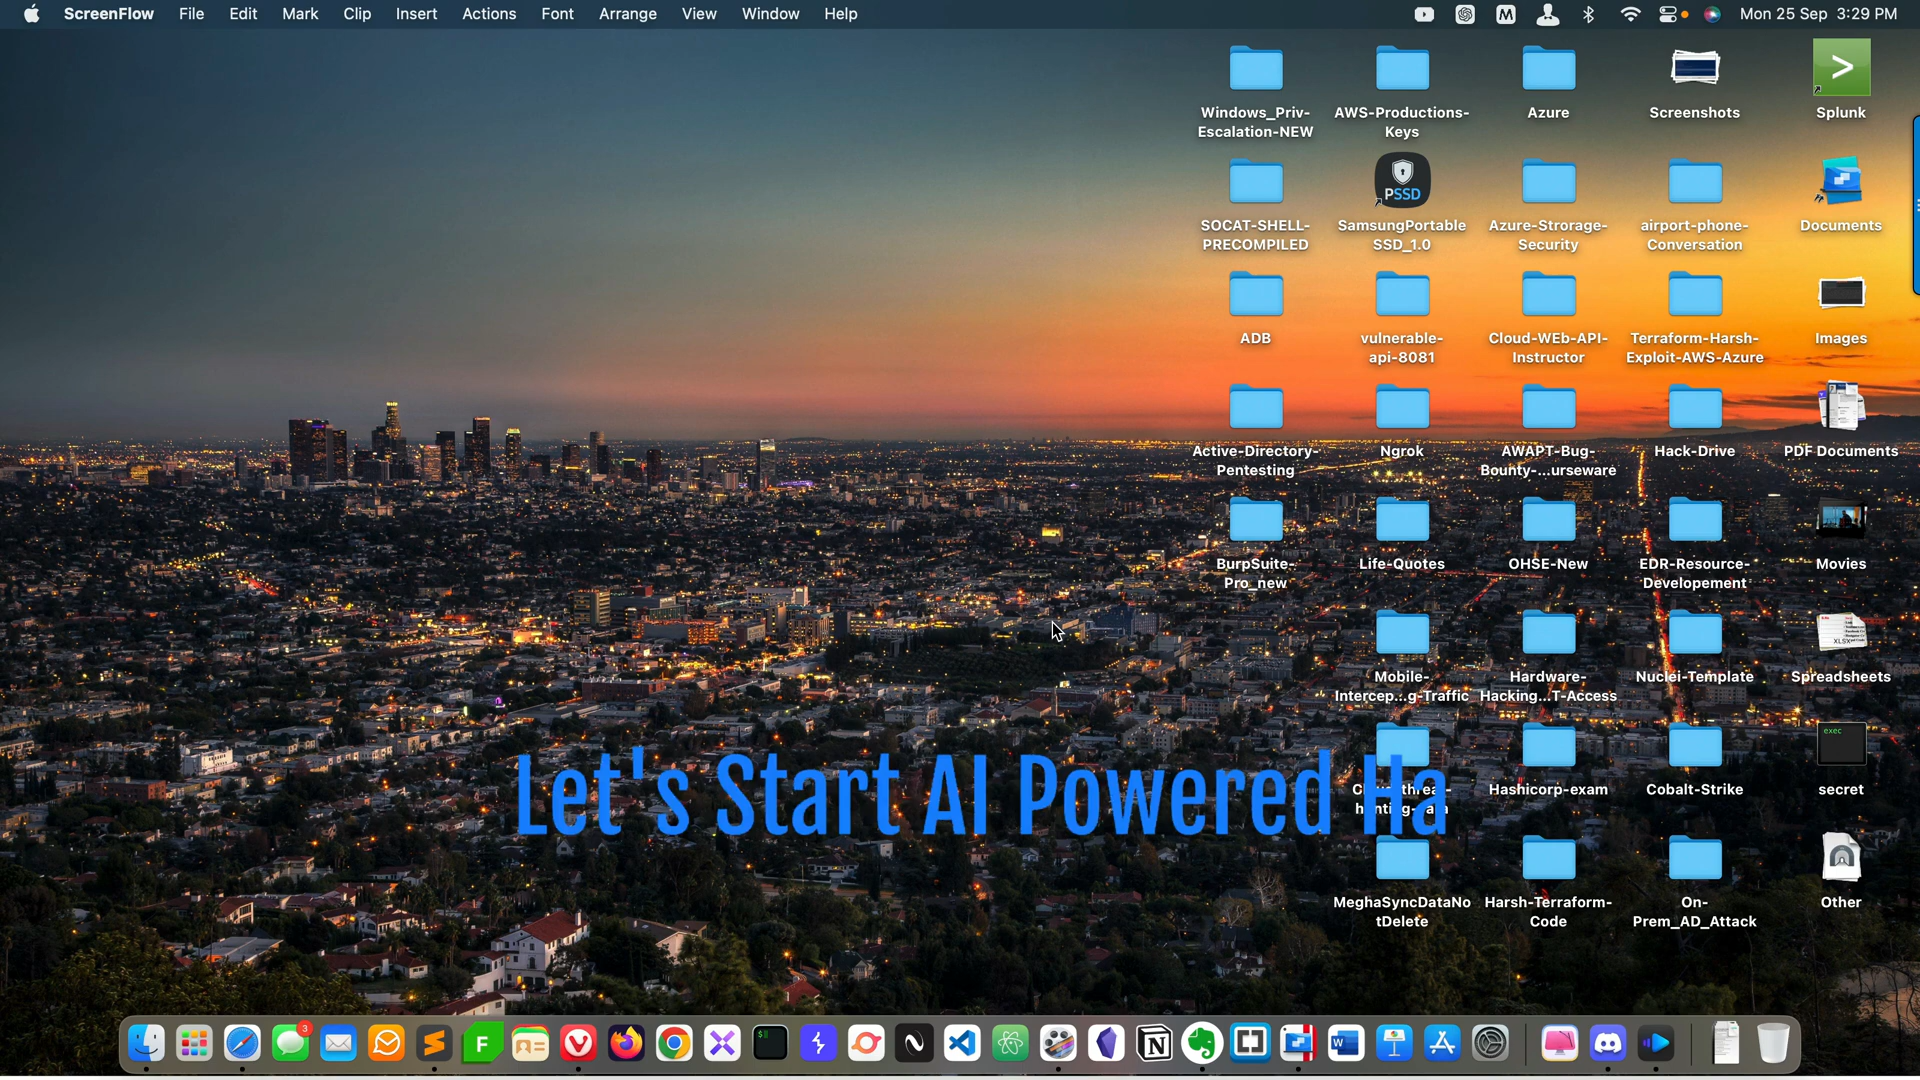 ScreenFlow File Edit Mark Clip Insert Actions Font Arrange View Window Help
M
Mon 25 Sep 3:29 PM
Windows_Priv-
Escalation-NEW
AWS-Productions-
Keys
Azure
Screenshots
>
Splunk
SOCAT-SHELL-
PRECOMPILED
PSSD
SamsungPortable
SSD_1.0
Azure-Strorage-
Security
airport-phone-
Conversation
Documents
ADB
vulnerable-
api-8081
Cloud-WEb-API-
Instructor
Terraform-Harsh-
Exploit-AWS-Azure
Images
Active-Directory-
Pentesting
Ngrok
AWAPT-Bug-
Bounty-...urseware
Hack-Drive
PDF Documents
BurpSuite-
Pro_new
Life-Quotes
OHSE-New
EDR-Resource-
Developement
Movies
Mobile-
Intercep...g-Traffic
Hardware-
Hacking...T-Access
Nuclei-Template
XLSX
Spreadsheets
Let's Start AI Powered Ha
Hashicorp-exam
Cobalt-Strike
exec
secret
MeghaSyncDataNo
tDelete
Harsh-Terraform-
Code
On-
Prem_AD_Attack
Other
3
F
$
N
W